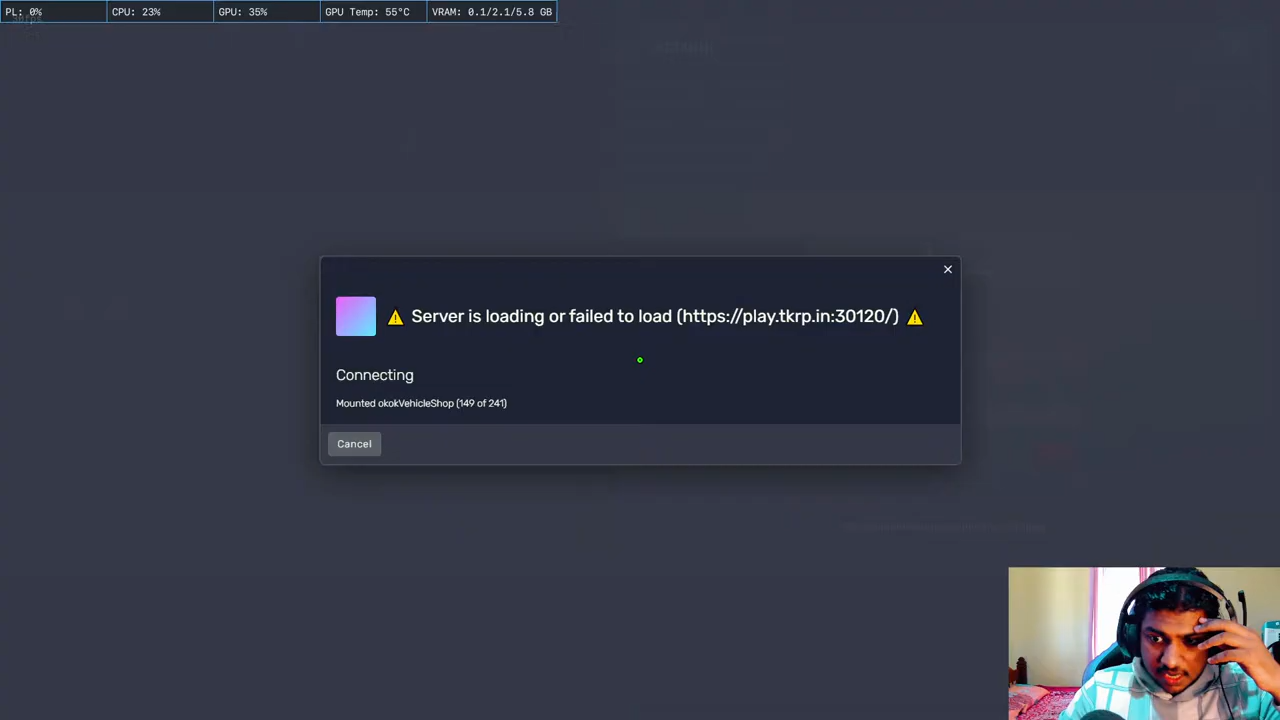 PL: 0%
CPU: 23%
GPU: 35%
GPU Temp: 55°C
VRAM: 0.1/2.1/5.8 GB
⚠ Server is loading or failed to load (https://play.tkrp.in:30120/) ⚠
Connecting
Mounted okokVehicleShop (149 of 241)
Cancel